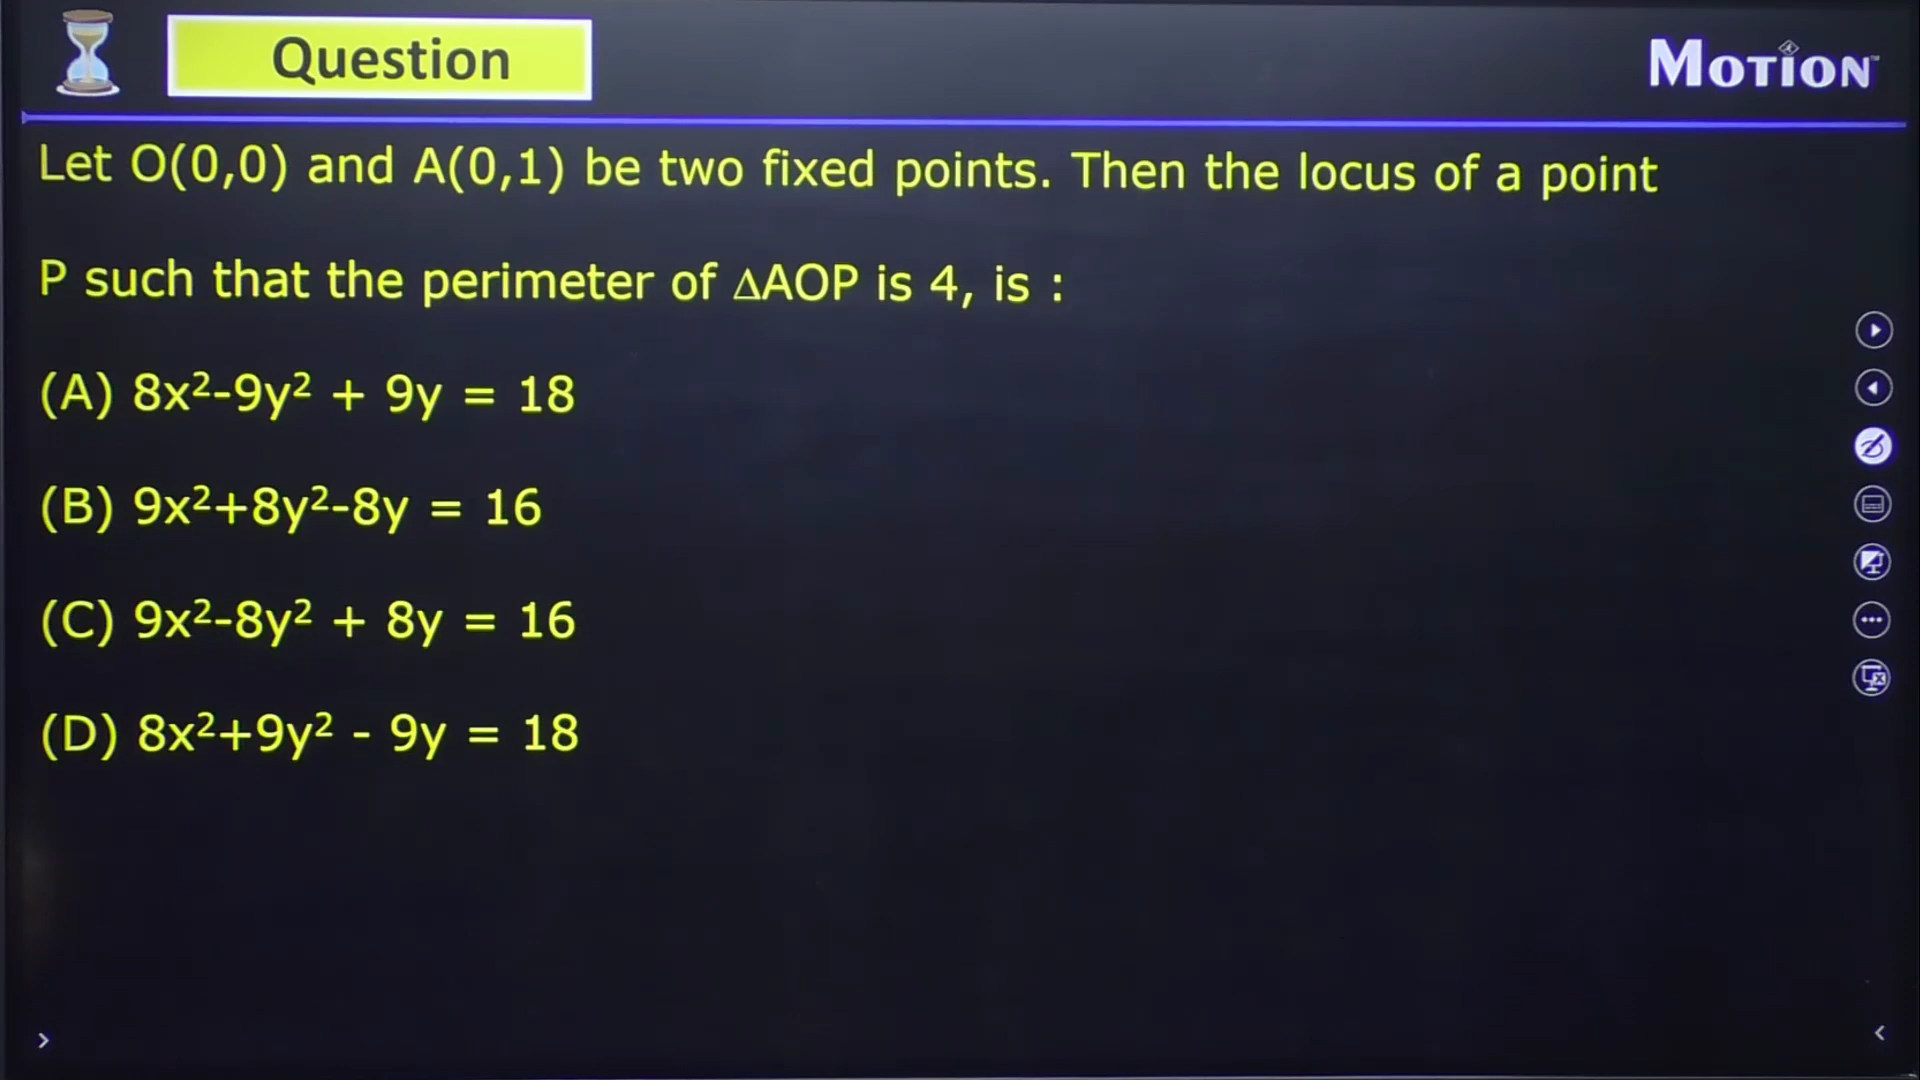 Question
MOTION™
Let O(0,0) and A(0,1) be two fixed points. Then the locus of a point
P such that the perimeter of ΔAOP is 4, is :
(A) 8x²-9y² + 9y = 18
(B) 9x²+8y²-8y = 16
(C) 9x²-8y² + 8y = 16
(D) 8x²+9y² - 9y = 18